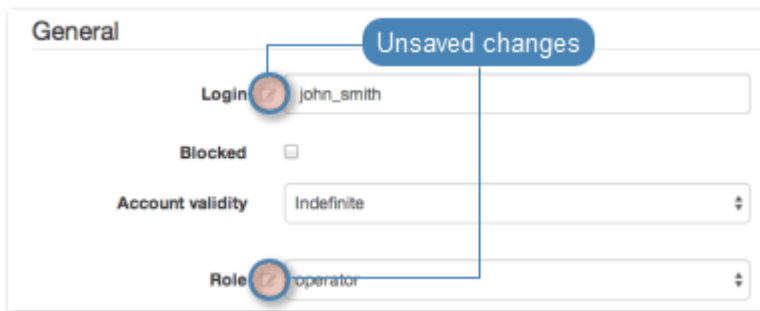 General
Unsaved changes
Login john_smith
Blocked
Account validity Indefinite
Role operator